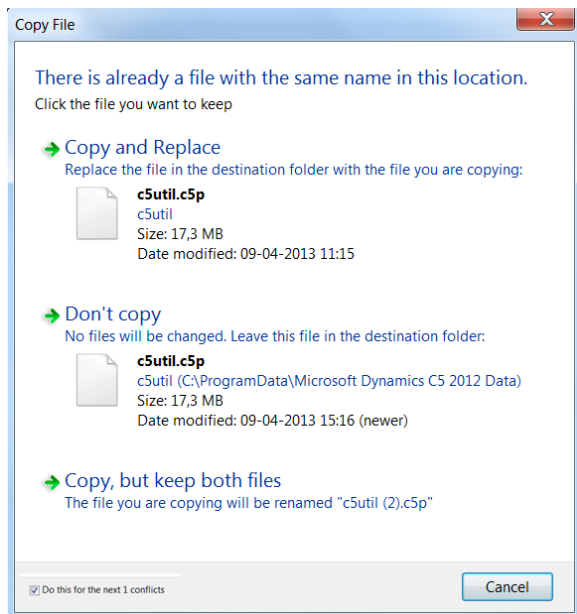 Copy File
There is already a file with the same name in this location.
Click the file you want to keep
Copy and Replace
Replace the file in the destination folder with the file you are copying:
c5util.c5p
c5util
Size: 17,3 MB
Date modified: 09-04-2013 11:15
Don't copy
No files will be changed. Leave this file in the destination folder:
c5util.c5p
c5util (C:\ProgramData\Microsoft Dynamics C5 2012 Data)
Size: 17,3 MB
Date modified: 09-04-2013 15:16 (newer)
Copy, but keep both files
The file you are copying will be renamed "c5util (2).c5p"
Do this for the next 1 conflicts
Cancel